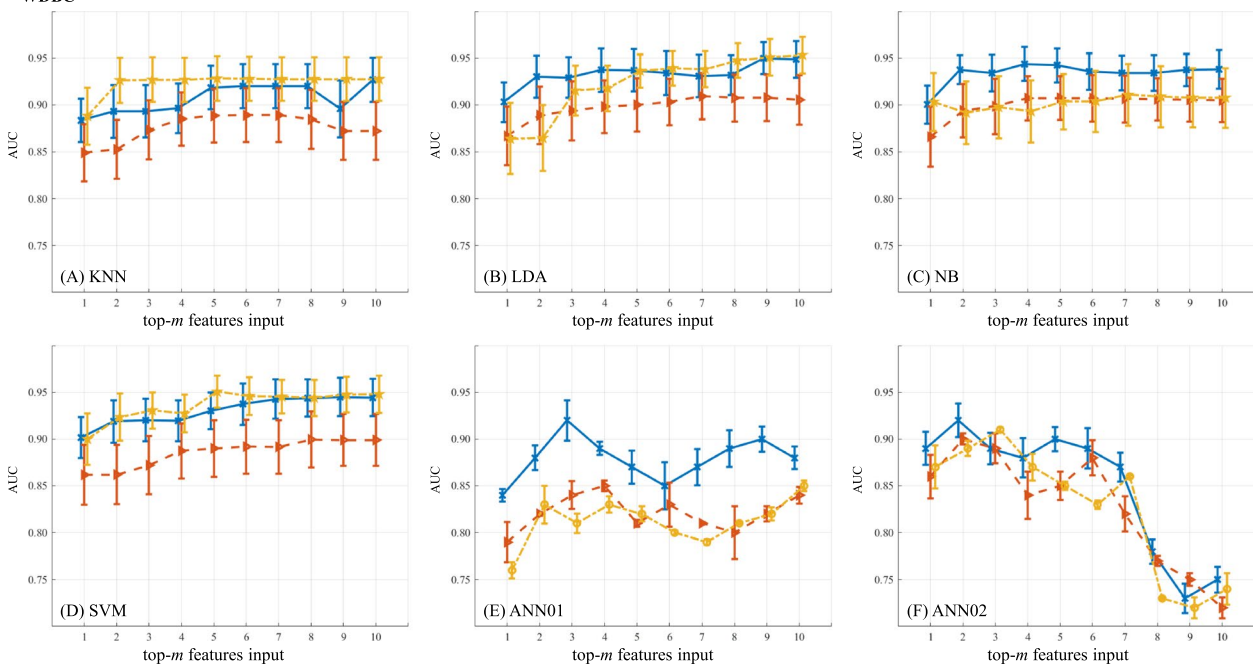 AUC
0.95
0.90
0.85
0.80
0.75
(A) KNN
1 2 3 4 5 6 7 8 9 10
top-m features input
AUC
0.95
0.90
0.85
0.80
0.75
(B) LDA
1 2 3 4 5 6 7 8 9 10
top-m features input
AUC
0.95
0.90
0.85
0.80
0.75
(C) NB
1 2 3 4 5 6 7 8 9 10
top-m features input
AUC
0.95
0.90
0.85
0.80
0.75
(D) SVM
1 2 3 4 5 6 7 8 9 10
top-m features input
AUC
0.95
0.90
0.85
0.80
0.75
(E) ANN01
1 2 3 4 5 6 7 8 9 10
top-m features input
AUC
0.95
0.90
0.85
0.80
0.75
(F) ANN02
1 2 3 4 5 6 7 8 9 10
top-m features input